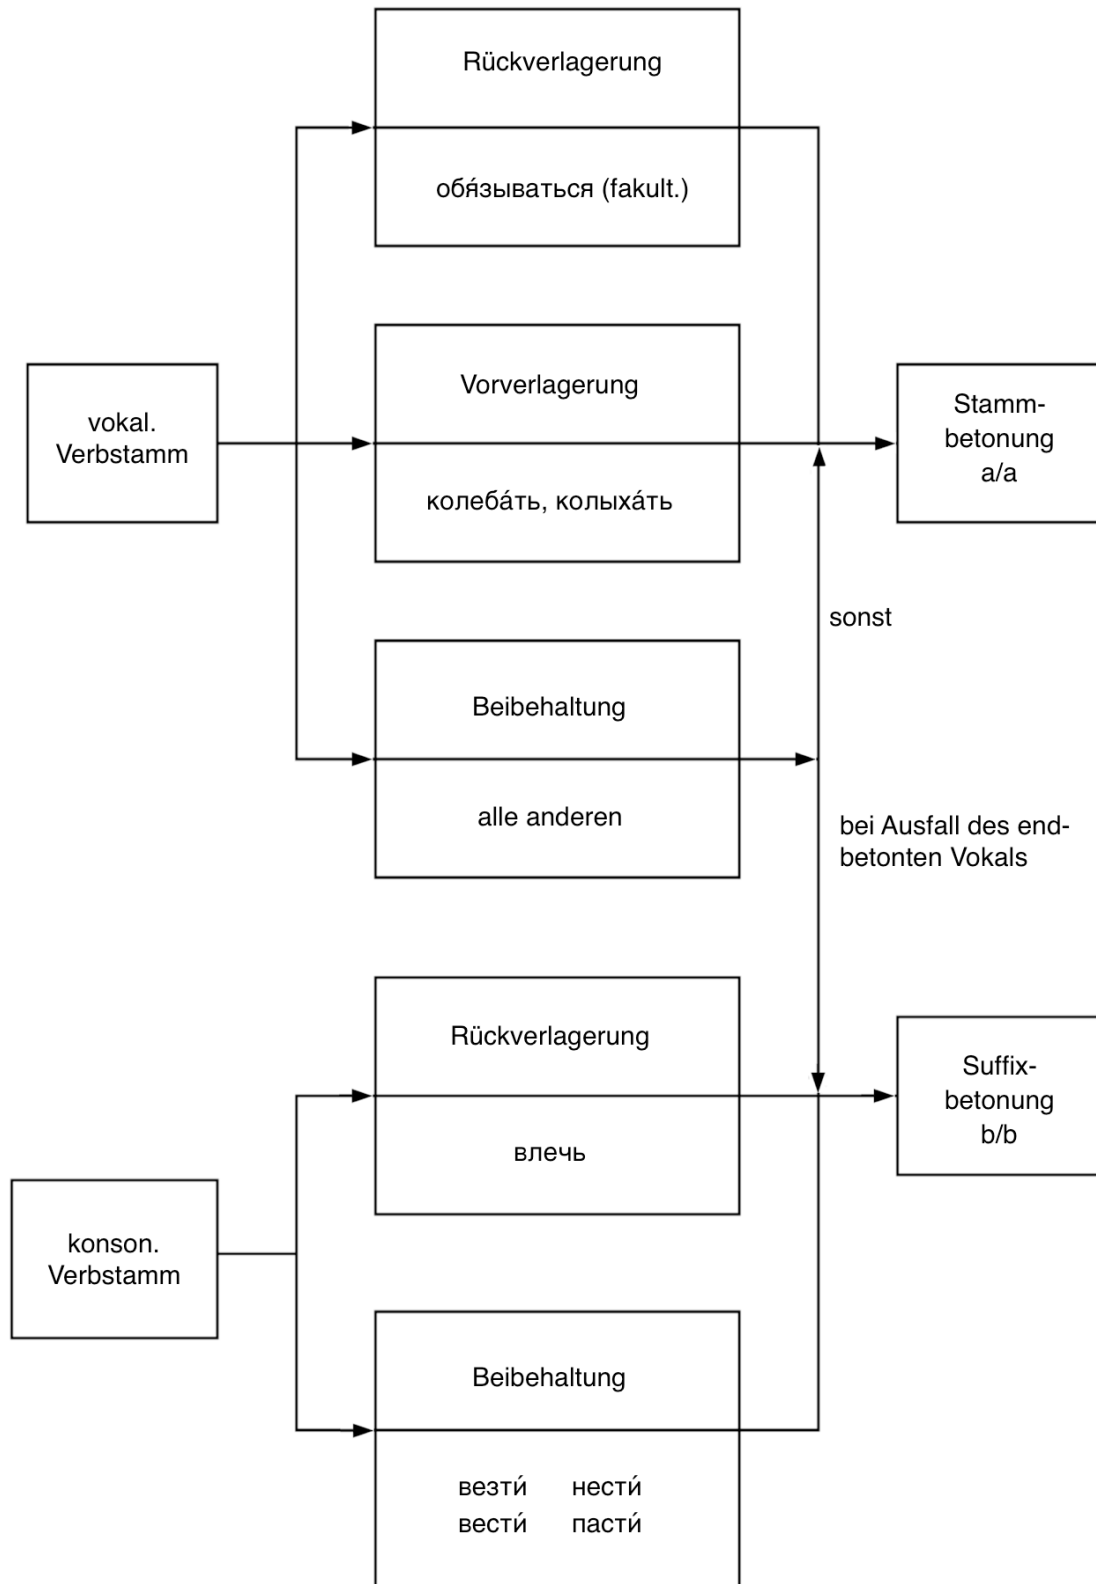 Rückverlagerung
обя́зываться (fakult.)
vokal.
Verbstamm
Vorverlagerung
колеба́ть, колыха́ть
Stamm-
betonung
a/a
sonst
Beibehaltung
alle anderen
bei Ausfall des end-
betonten Vokals
Rückverlagerung
влечь
Suffix-
betonung
b/b
konson.
Verbstamm
Beibehaltung
везти́ нести́
вести́ пасти́